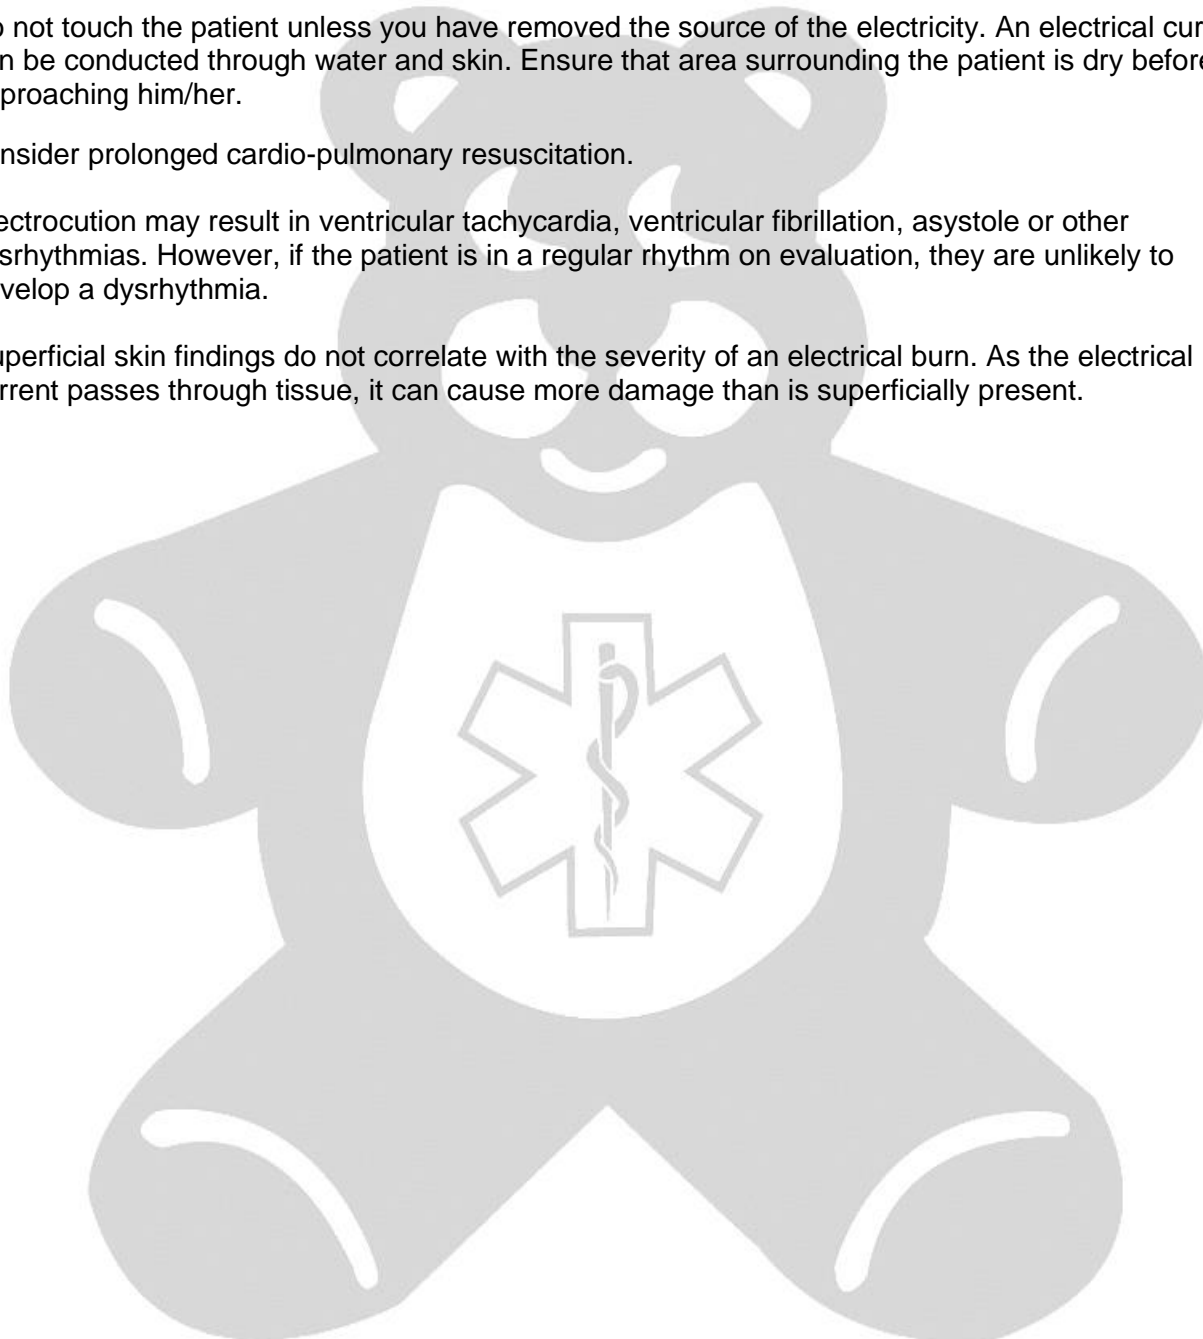 o not touch the patient unless you have removed the source of the electricity. An electrical cur
n be conducted through water and skin. Ensure that area surrounding the patient is dry before
proaching him/her.
nsider prolonged cardio-pulmonary resuscitation.
ectrocution may result in ventricular tachycardia, ventricular fibrillation, asystole or other
srhythmias. However, if the patient is in a regular rhythm on evaluation, they are unlikely to
velop a dysrhythmia.
uperficial skin findings do not correlate with the severity of an electrical burn. As the electrical
rrent passes through tissue, it can cause more damage than is superficially present.